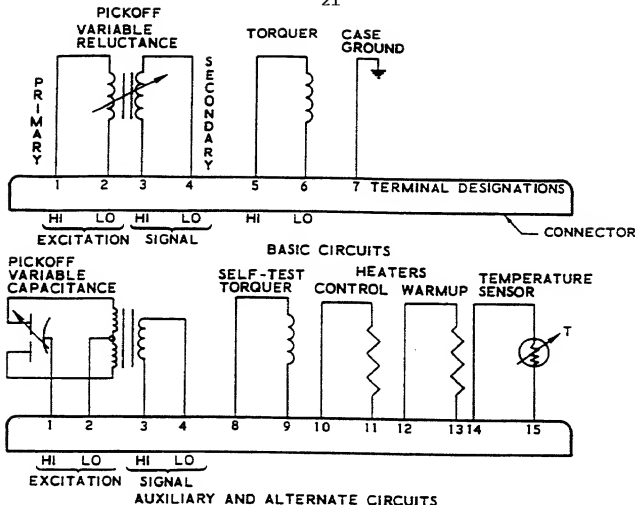 21
PICKOFF
VARIABLE
RELUCTANCE
TORQUER
CASE
GROUND
PRIMARY
SECONDARY
1 2 3 4 5 6 7 TERMINAL DESIGNATIONS
HI LO HI LO HI LO
EXCITATION SIGNAL
CONNECTOR
BASIC CIRCUITS
PICKOFF
VARIABLE
CAPACITANCE
SELF-TEST
TORQUER
HEATERS
CONTROL WARMUP
TEMPERATURE
SENSOR
T
1 2 3 4 8 9 10 11 12 13 14 15
HI LO HI LO
EXCITATION SIGNAL
AUXILIARY AND ALTERNATE CIRCUITS